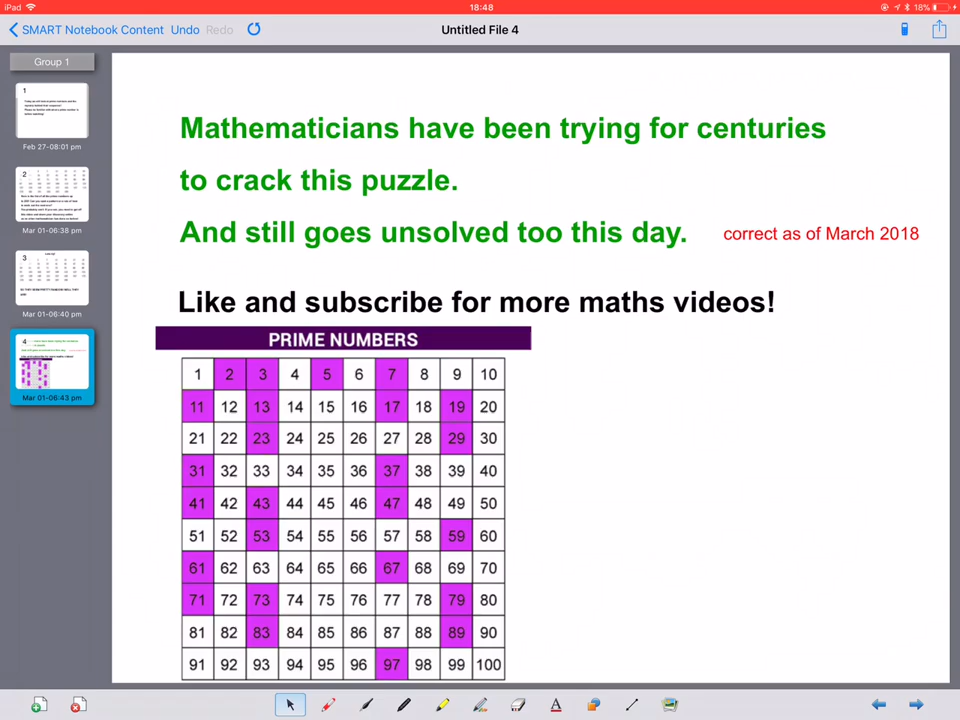 iPad 18:48 18%
SMART Notebook Content Undo Redo Untitled File 4
Group 1
1
Feb 27-08:01 pm
2
Mar 01-06:38 pm
3
Mar 01-06:40 pm
4
Mar 01-06:43 pm
Mathematicians have been trying for centuries
to crack this puzzle.
And still goes unsolved too this day. correct as of March 2018
Like and subscribe for more maths videos!
PRIME NUMBERS
1 2 3 4 5 6 7 8 9 10
11 12 13 14 15 16 17 18 19 20
21 22 23 24 25 26 27 28 29 30
31 32 33 34 35 36 37 38 39 40
41 42 43 44 45 46 47 48 49 50
51 52 53 54 55 56 57 58 59 60
61 62 63 64 65 66 67 68 69 70
71 72 73 74 75 76 77 78 79 80
81 82 83 84 85 86 87 88 89 90
91 92 93 94 95 96 97 98 99 100
A